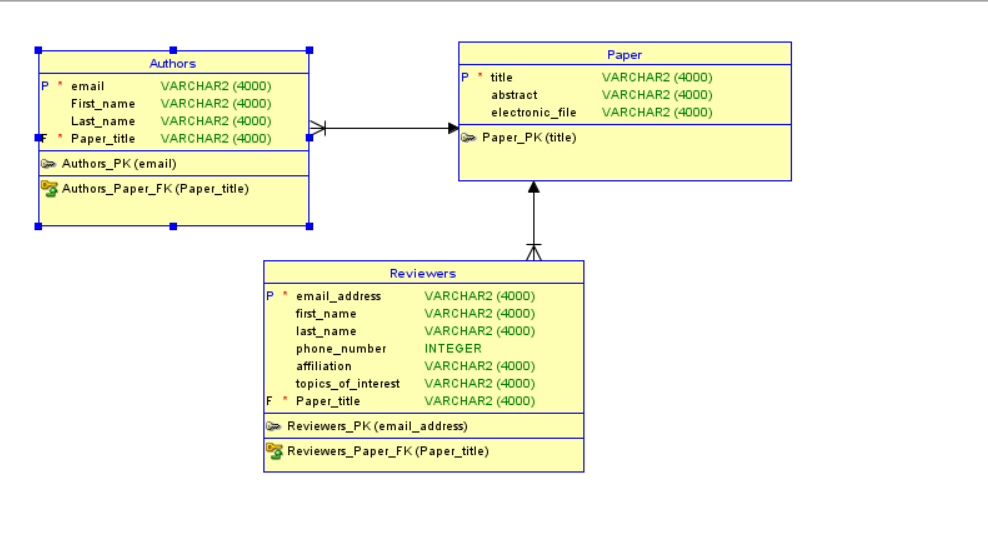 Authors
P * email VARCHAR2 (4000)
First_name VARCHAR2 (4000)
Last_name VARCHAR2 (4000)
F * Paper_title VARCHAR2 (4000)
Authors_PK (email)
Authors_Paper_FK (Paper_title)
Paper
P * title VARCHAR2 (4000)
abstract VARCHAR2 (4000)
electronic_file VARCHAR2 (4000)
Paper_PK (title)
Reviewers
P * email_address VARCHAR2 (4000)
first_name VARCHAR2 (4000)
last_name VARCHAR2 (4000)
phone_number INTEGER
affiliation VARCHAR2 (4000)
topics_of_interest VARCHAR2 (4000)
F * Paper_title VARCHAR2 (4000)
Reviewers_PK (email_address)
Reviewers_Paper_FK (Paper_title)